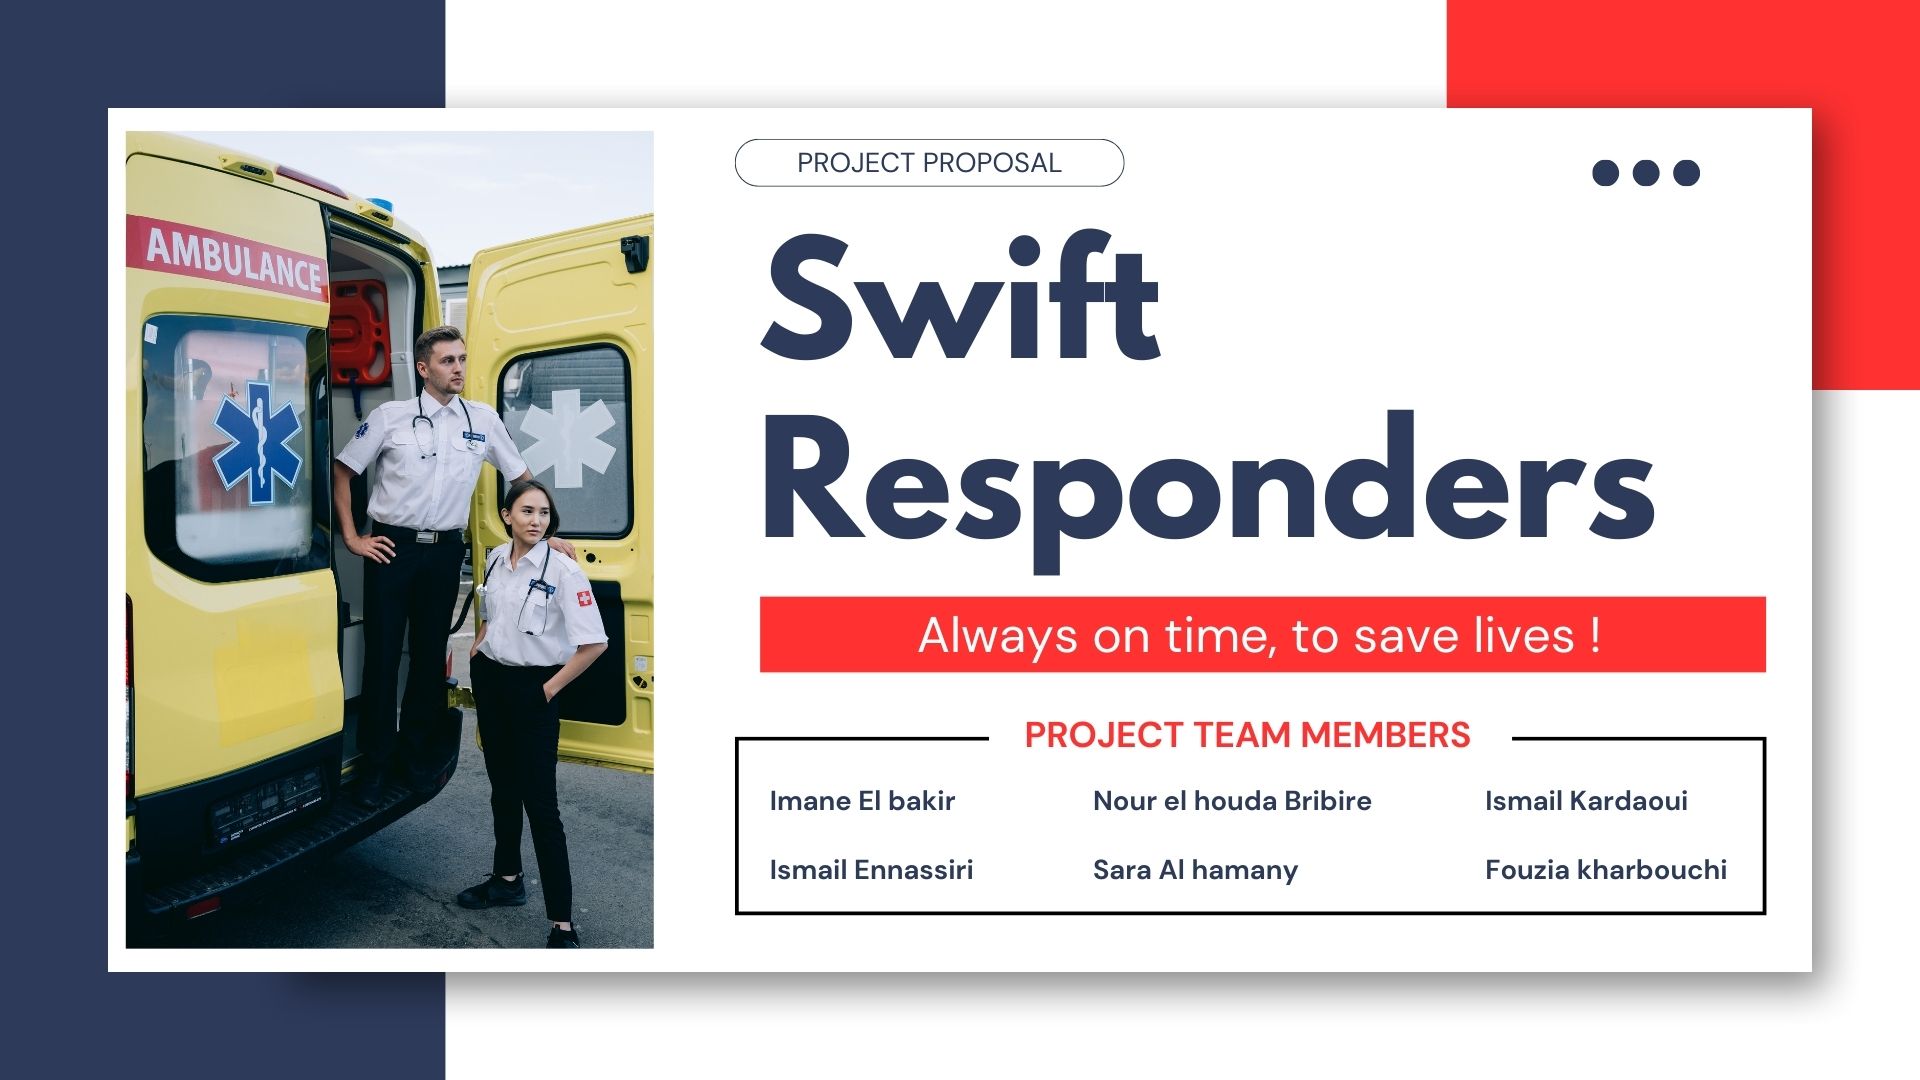 AMBULANCE
PROJECT PROPOSAL
Swift
Responders
Always on time, to save lives !
PROJECT TEAM MEMBERS
Imane El bakir
Nour el houda Bribire
Ismail Kardaoui
Ismail Ennassiri
Sara Al hamany
Fouzia kharbouchi